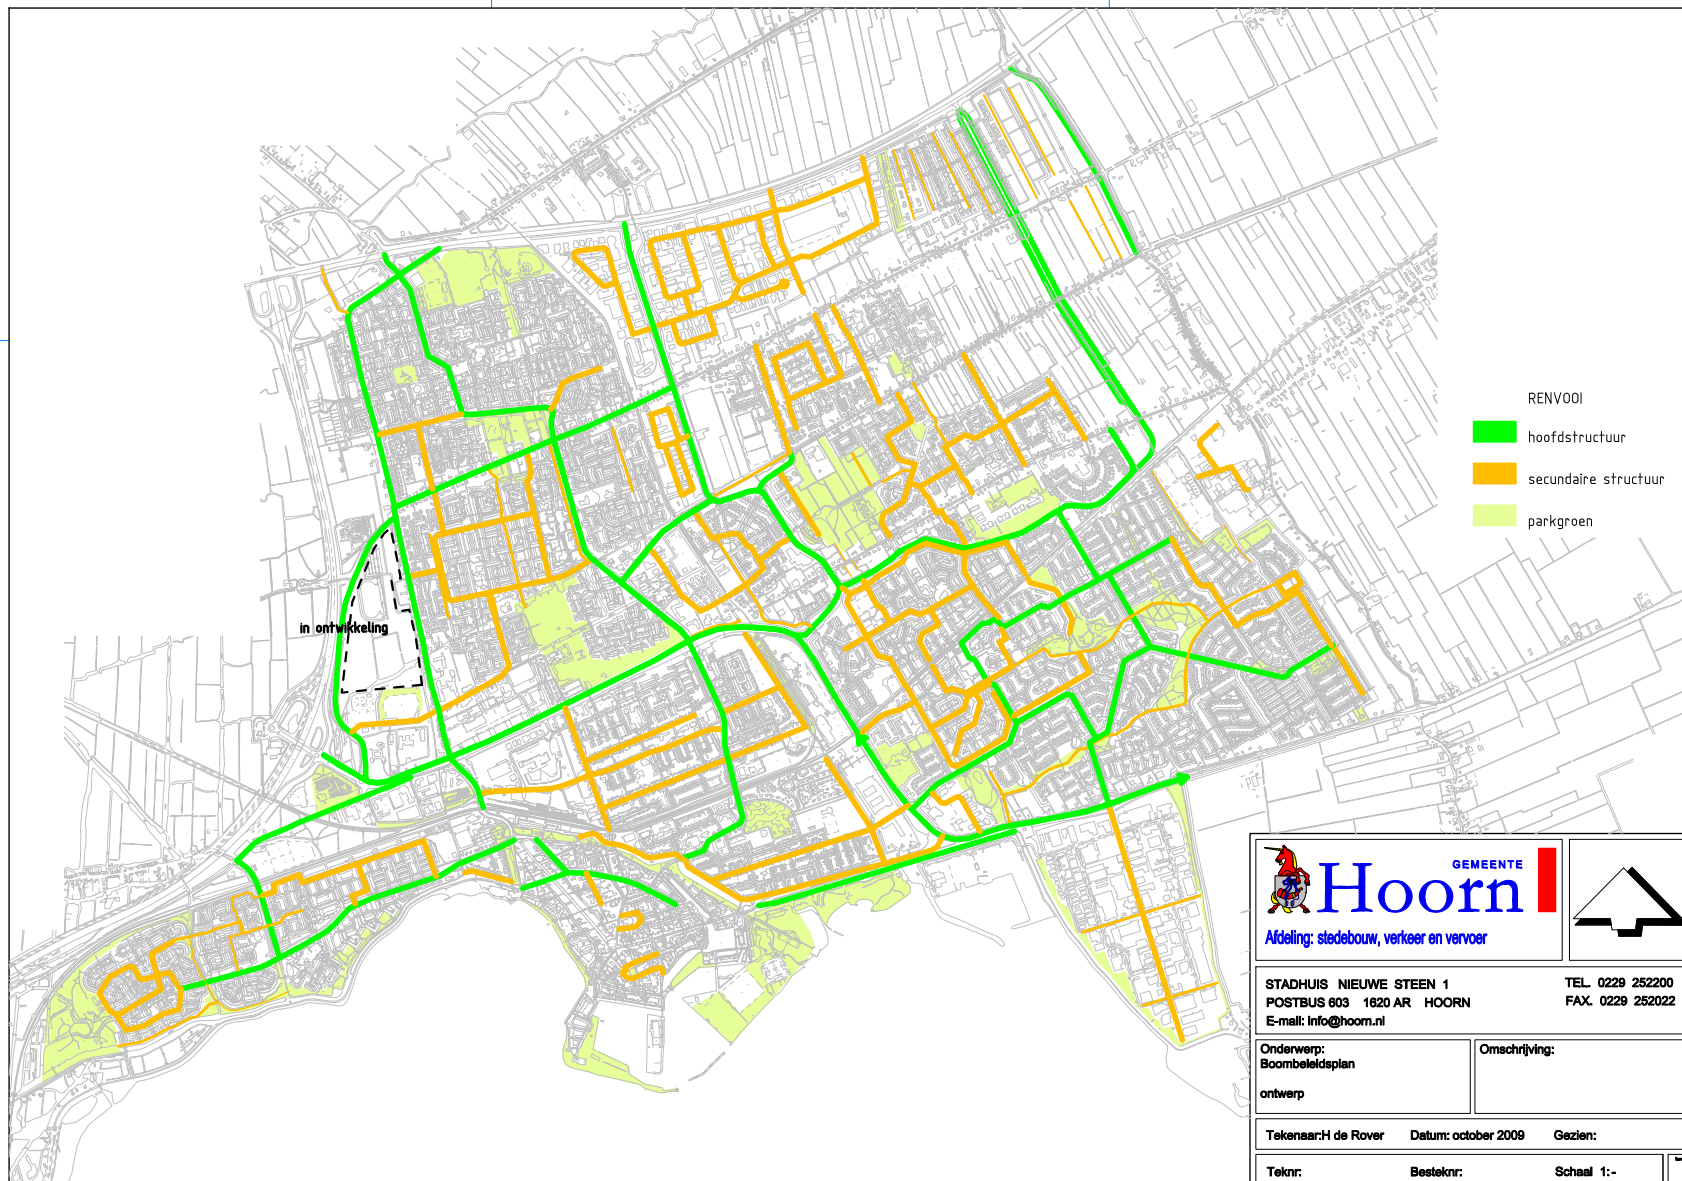 in ontwikkeling
RENVOOI
hoofdstructuur
secundaire structuur
parkgroen
GEMEENTE
Hoorn
Afdeling: stedebouw, verkeer en vervoer
STADHUIS NIEUWE STEEN 1 TEL. 0229 252200
POSTBUS 603 1620 AR HOORN FAX. 0229 252022
E-mail: info@hoorn.nl
Onderwerp: Omschrijving:
Boombeleidsplan
ontwerp
Tekenaar:H de Rover Datum: october 2009 Gezien:
Teknr: Besteknr: Schaal 1:-